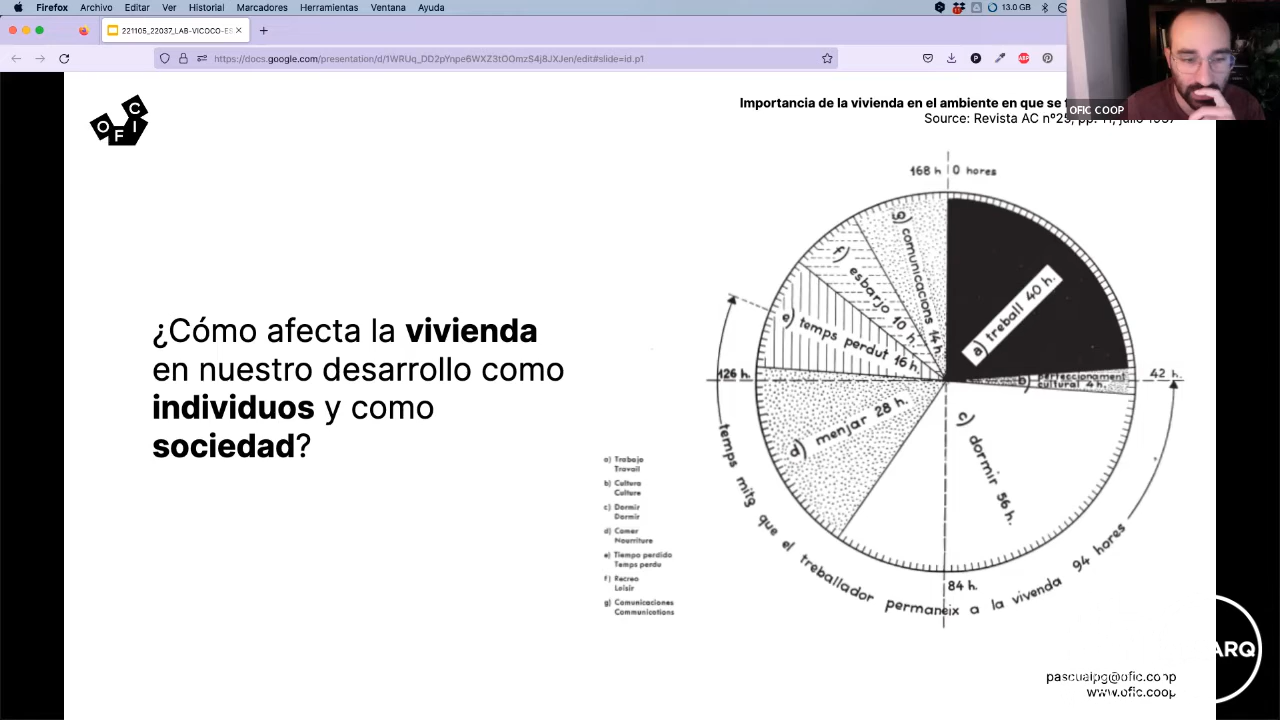 Firefox Archivo Editar Ver Historial Marcadores Herramientas Ventana Ayuda
13.0 GB
221105_22037_LAB-VICOCO-ES
https://docs.google.com/presentation/d/1WRUq_DD2pYnpe6WXZ3tOOmzS4j8JXJen/edit#slide=id.p1
OFIC COOP
OFIC
Importancia de la vivienda en el ambiente en que se
Source: Revista AC nº25, pp. 11, julio 1937
¿Cómo afecta la vivienda
en nuestro desarrollo como
individuos y como
sociedad?
168 h 0 hores
g) comunicacions 14 h.
f) esbarjo 10 h.
e) temps perdut 16 h.
a) treball 40 h.
b) perfeccionament
cultural 4 h.
126 h.
42 h.
d) menjar 28 h.
c) dormir 56 h.
84 h.
temps mitg que el treballador permaneix a la vivenda 94 hores
a) Trabajo
Travail
b) Cultura
Culture
c) Dormir
Dormir
d) Comer
Nourriture
e) Tiempo perdido
Temps perdu
f) Recreo
Loisir
g) Comunicaciones
Communications
pascualpg@ofic.coop
www.ofic.coop
ARQ